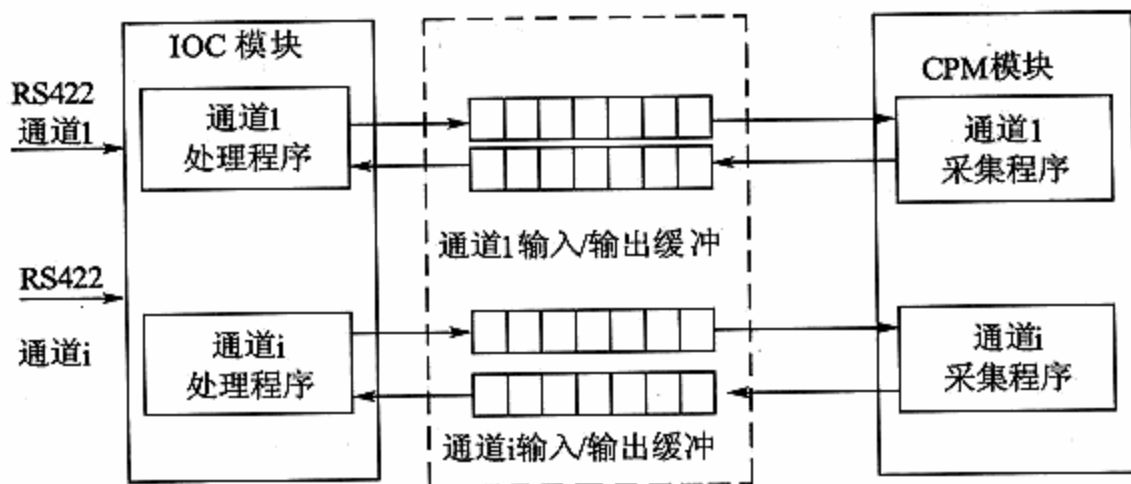 IOC 模块
CPM模块
RS422
通道1
通道1
处理程序
通道1
采集程序
通道1输入/输出缓冲
RS422
通道i
通道i
处理程序
通道i
采集程序
通道i输入/输出缓冲